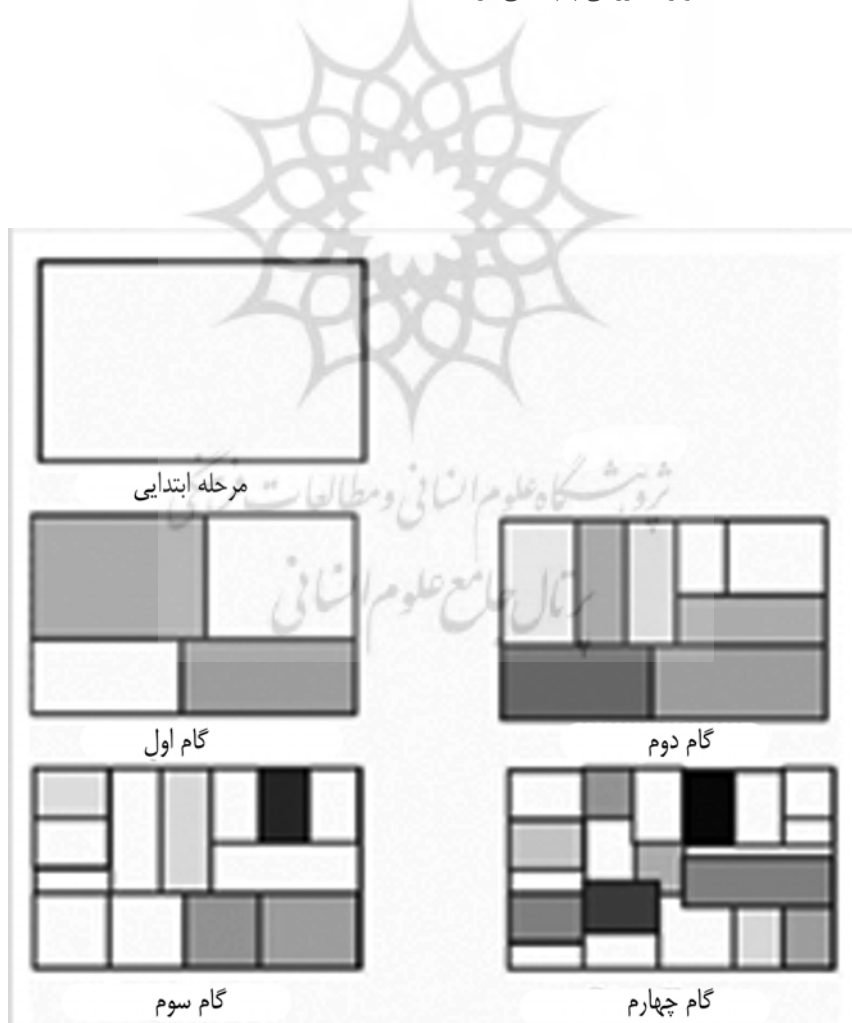 مرحله ابتدایی
پژوهشگاه علوم انسانی و مطالعات فرهنگی
پرتال جامع علوم انسانی
گام اول
گام دوم
گام سوم
گام چهارم